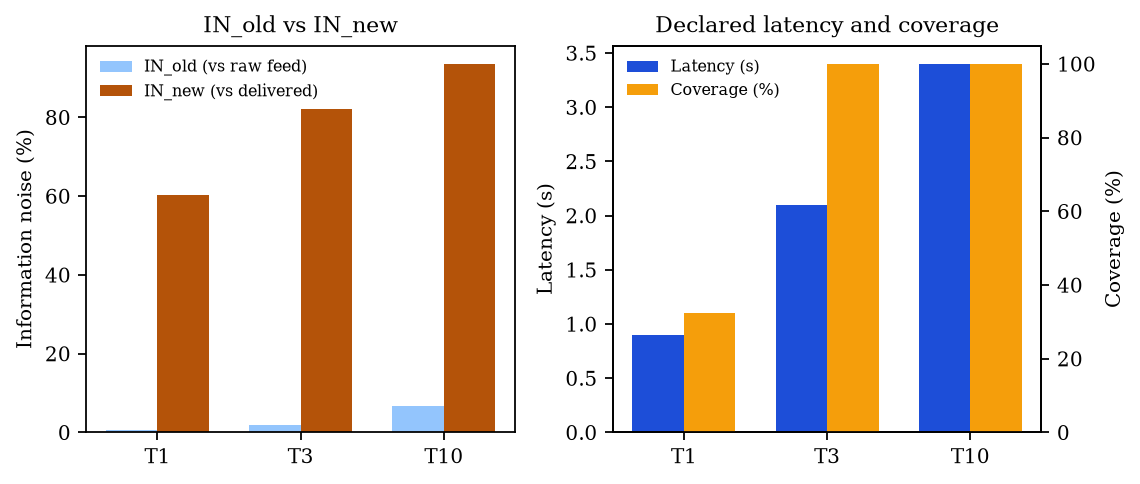 IN_old vs IN_new
Information noise (%)
80
60
40
20
0
IN_old (vs raw feed)
IN_new (vs delivered)
T1 T3 T10
Declared latency and coverage
Latency (s)
3.5
3.0
2.5
2.0
1.5
1.0
0.5
0.0
Latency (s)
Coverage (%)
T1 T3 T10
100
80
60
40
20
0
Coverage (%)